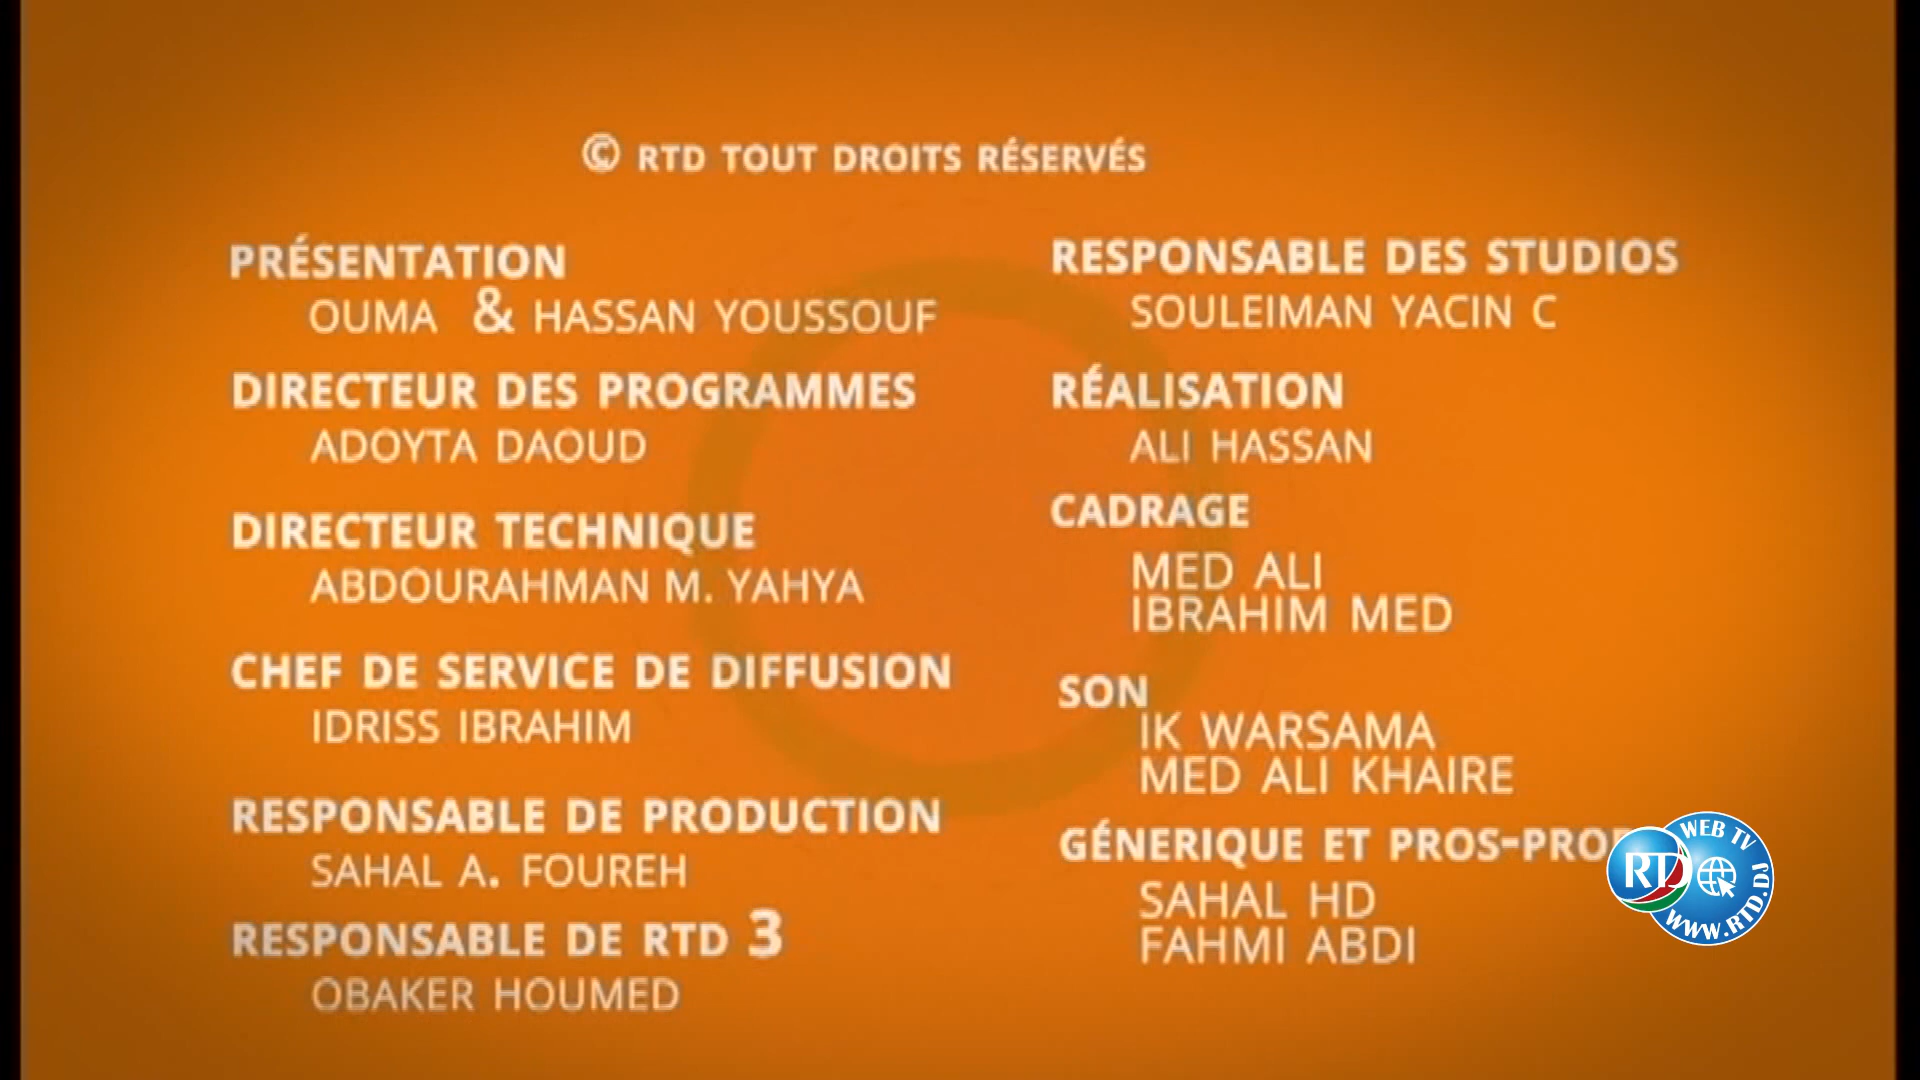 © RTD TOUT DROITS RÉSERVÉS
PRÉSENTATION
OUMA & HASSAN YOUSSOUF
DIRECTEUR DES PROGRAMMES
ADOYTA DAOUD
DIRECTEUR TECHNIQUE
ABDOURAHMAN M. YAHYA
CHEF DE SERVICE DE DIFFUSION
IDRISS IBRAHIM
RESPONSABLE DE PRODUCTION
SAHAL A. FOUREH
RESPONSABLE DE RTD 3
OBAKER HOUMED
RESPONSABLE DES STUDIOS
SOULEIMAN YACIN C
RÉALISATION
ALI HASSAN
CADRAGE
MED ALI
IBRAHIM MED
SON
IK WARSAMA
MED ALI KHAIRE
GÉNERIQUE ET
SAHAL HD
FAHMI ABDI
WEB TV
RTD
WWW.RTD.DJ